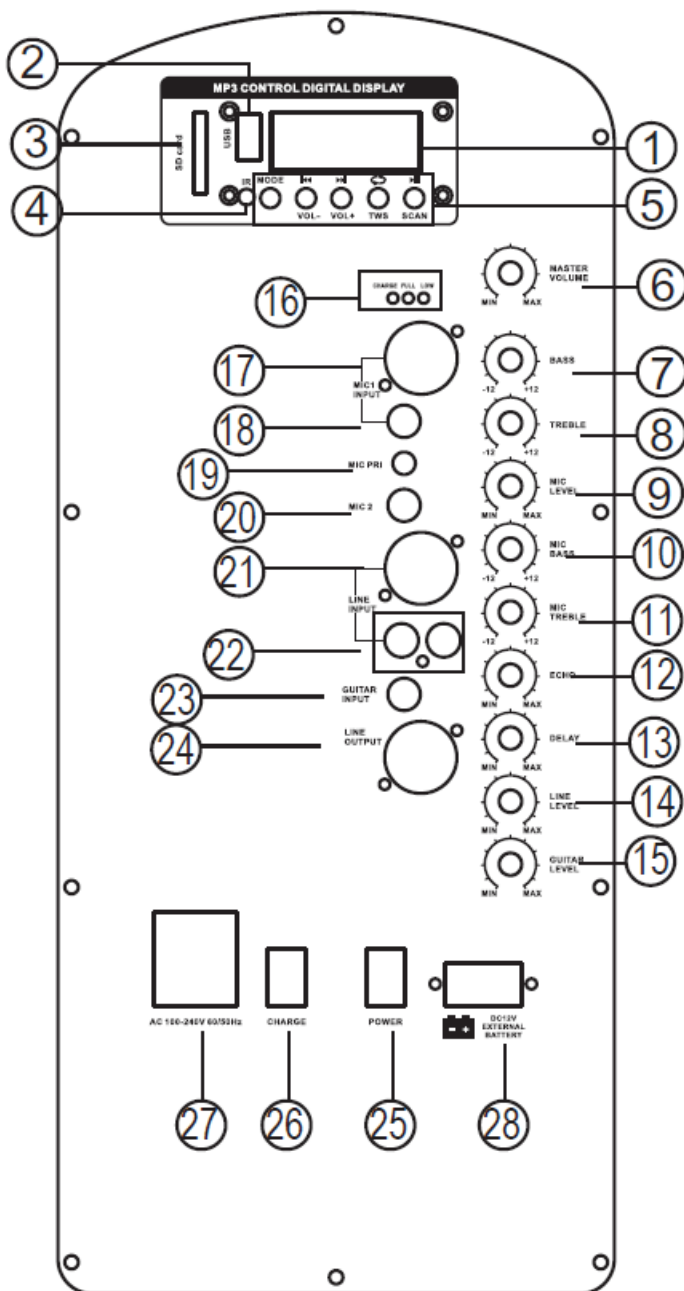 2
MP3 CONTROL DIGITAL DISPLAY
3
SD card
USB
1
4
IR
MODE
VOL-
VOL+
TWS
SCAN
5
16
CHARGE FULL LOW
MASTER
VOLUME
MIN MAX
6
17
MIC1
INPUT
BASS
-12 +12
7
18
TREBLE
-12 +12
8
19
MIC PRI
MIC
LEVEL
MIN MAX
9
20
MIC 2
MIC
BASS
-12 +12
10
21
LINE
INPUT
MIC
TREBLE
-12 +12
11
22
ECHO
MIN MAX
12
23
GUITAR
INPUT
24
LINE
OUTPUT
DELAY
MIN MAX
13
LINE
LEVEL
MIN MAX
14
GUITAR
LEVEL
MIN MAX
15
AC 100-240V 60/50Hz
CHARGE
POWER
DC12V
EXTERNAL
BATTERY
27
26
25
28